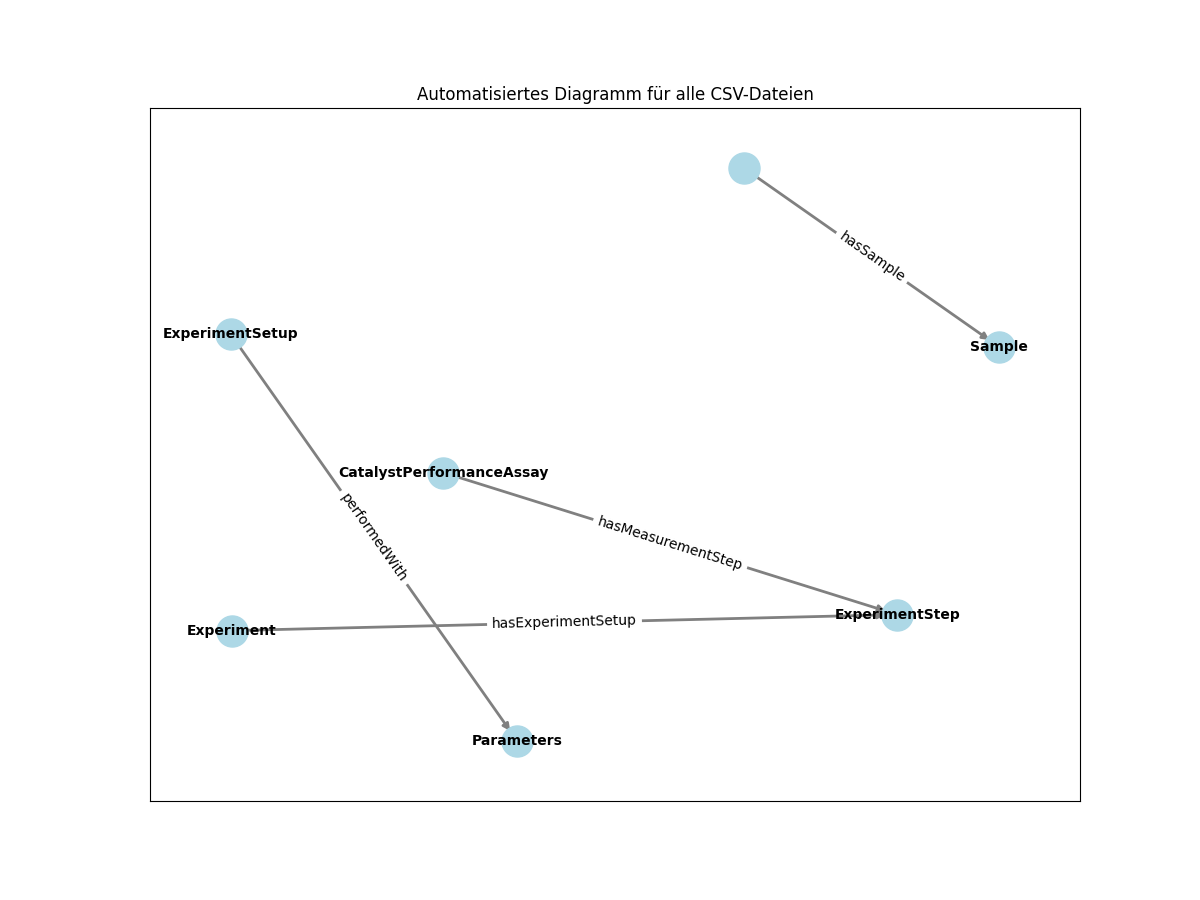 Automatisiertes Diagramm für alle CSV-Dateien
hasSample
ExperimentSetup
Sample
CatalystPerformanceAssay
performedWith
hasMeasurementStep
ExperimentStep
hasExperimentSetup
Experiment
Parameters